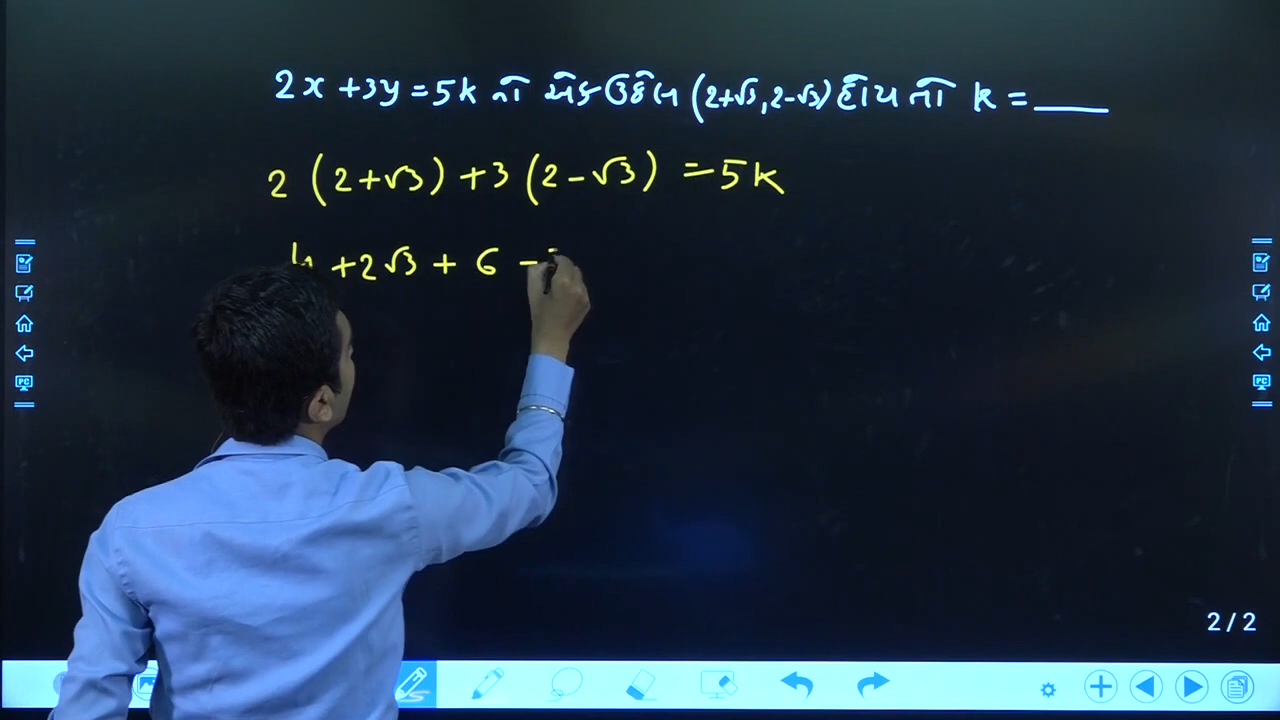 2x + 3y = 5k નો એક ઉકેલ (2+√3, 2-√3) હોય તો k = ____
2 (2+√3) + 3 (2-√3) = 5k
4 + 2√3 + 6 -
2 / 2